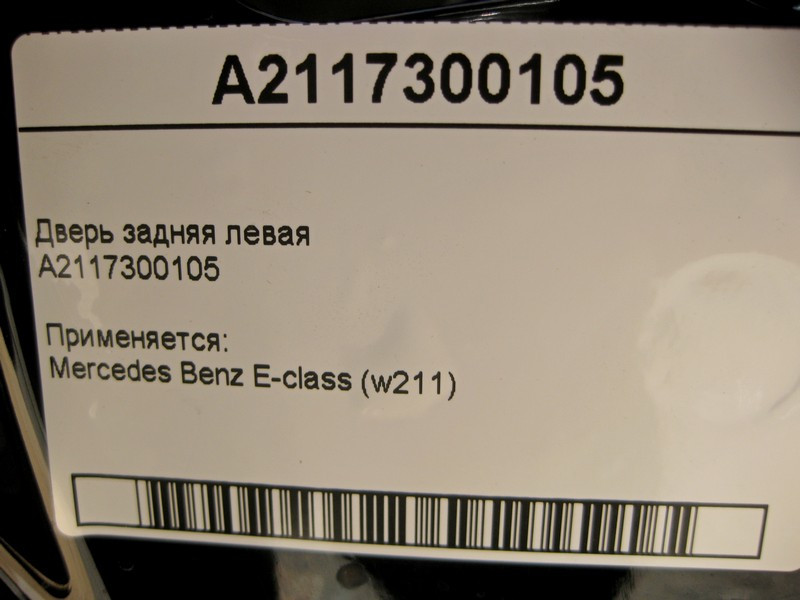 A2117300105
Дверь задняя левая
A2117300105
Применяется:
Mercedes Benz E-class (w211)